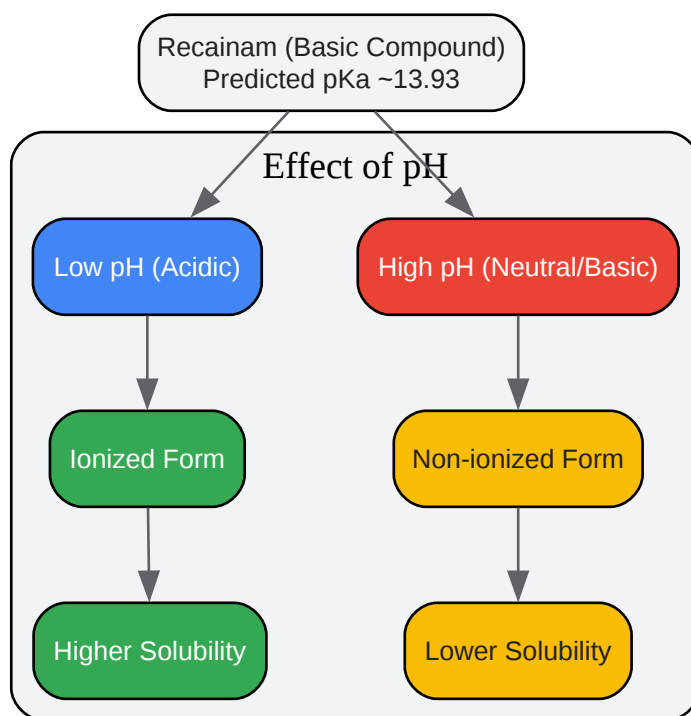 Recainam (Basic Compound)
Predicted pKa ~13.93
Effect of pH
Low pH (Acidic)
High pH (Neutral/Basic)
Ionized Form
Non-ionized Form
Higher Solubility
Lower Solubility